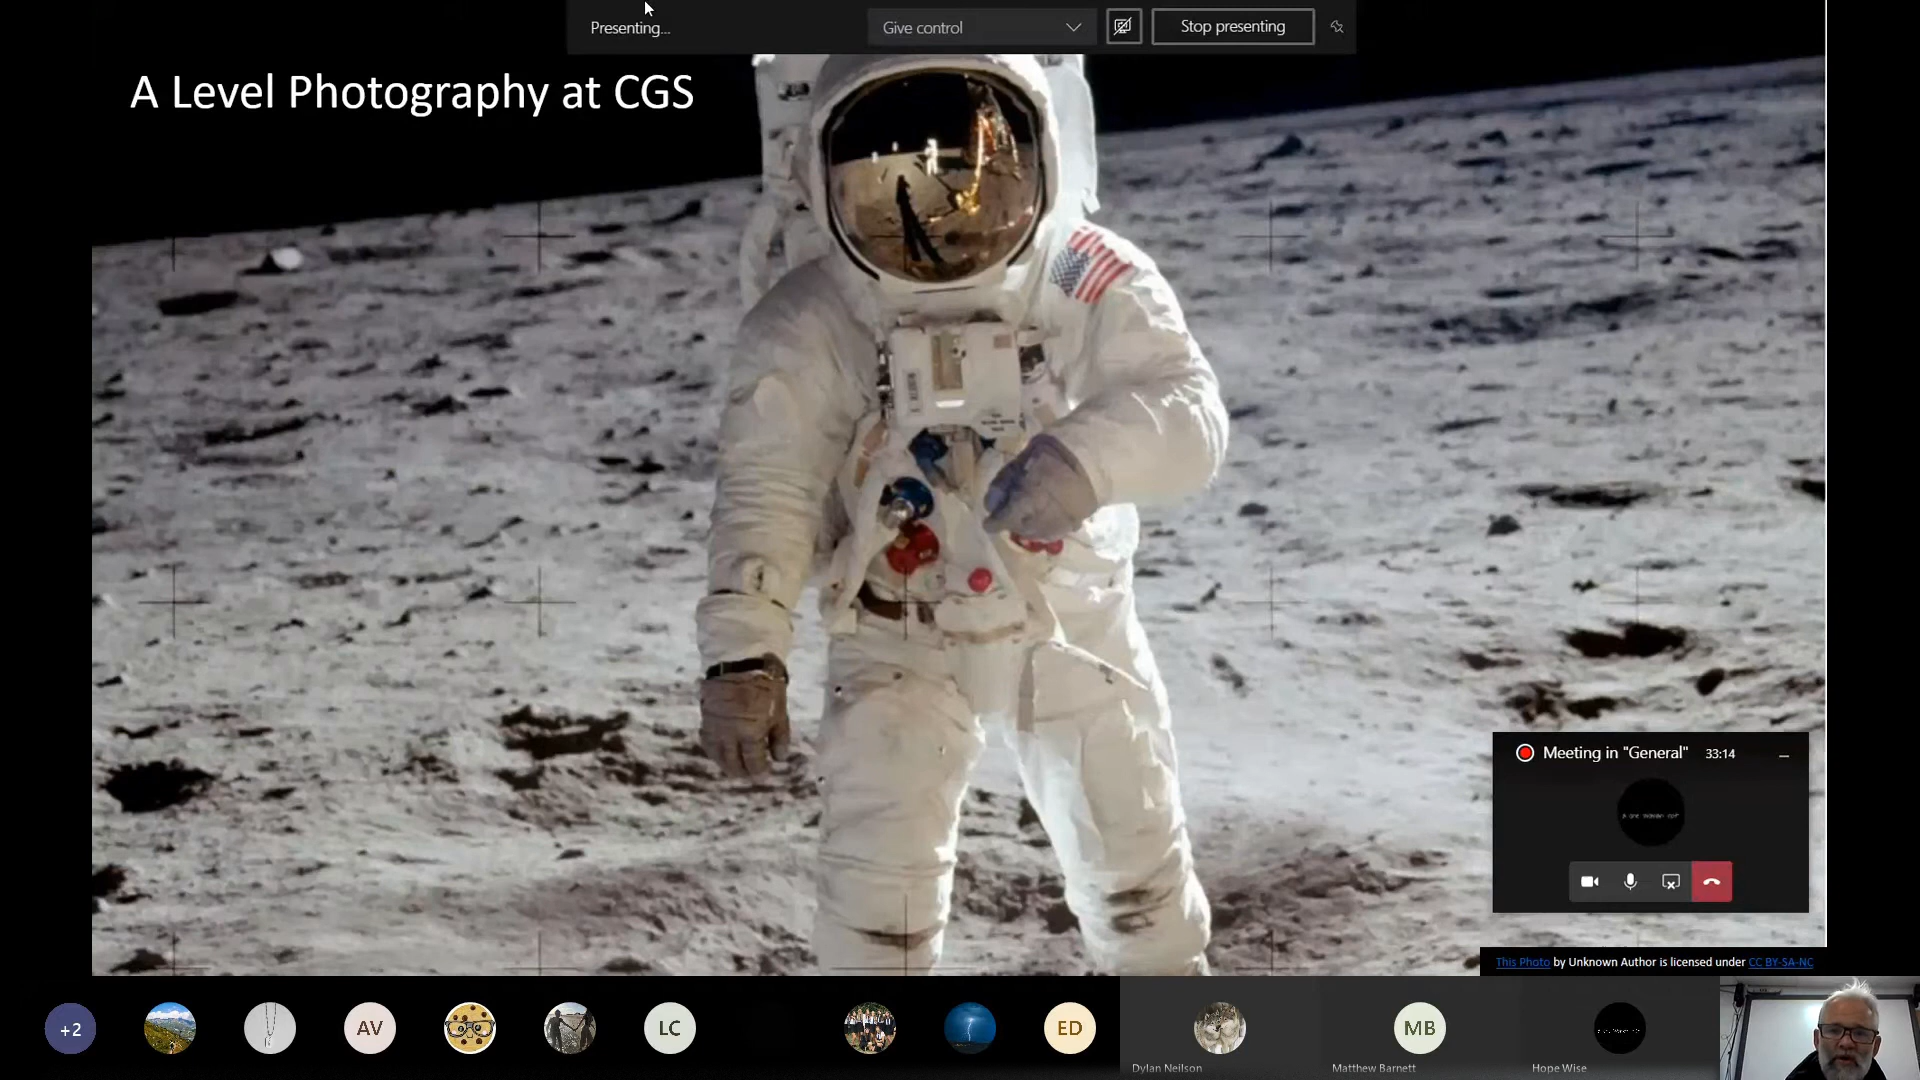 Presenting...
Give control
Stop presenting
A Level Photography at CGS
Meeting in "General" 33:14
This Photo by Unknown Author is licensed under CC BY-SA-NC
+2
AV
LC
ED
MB
Dylan Neilson
Matthew Barnett
Hope Wise